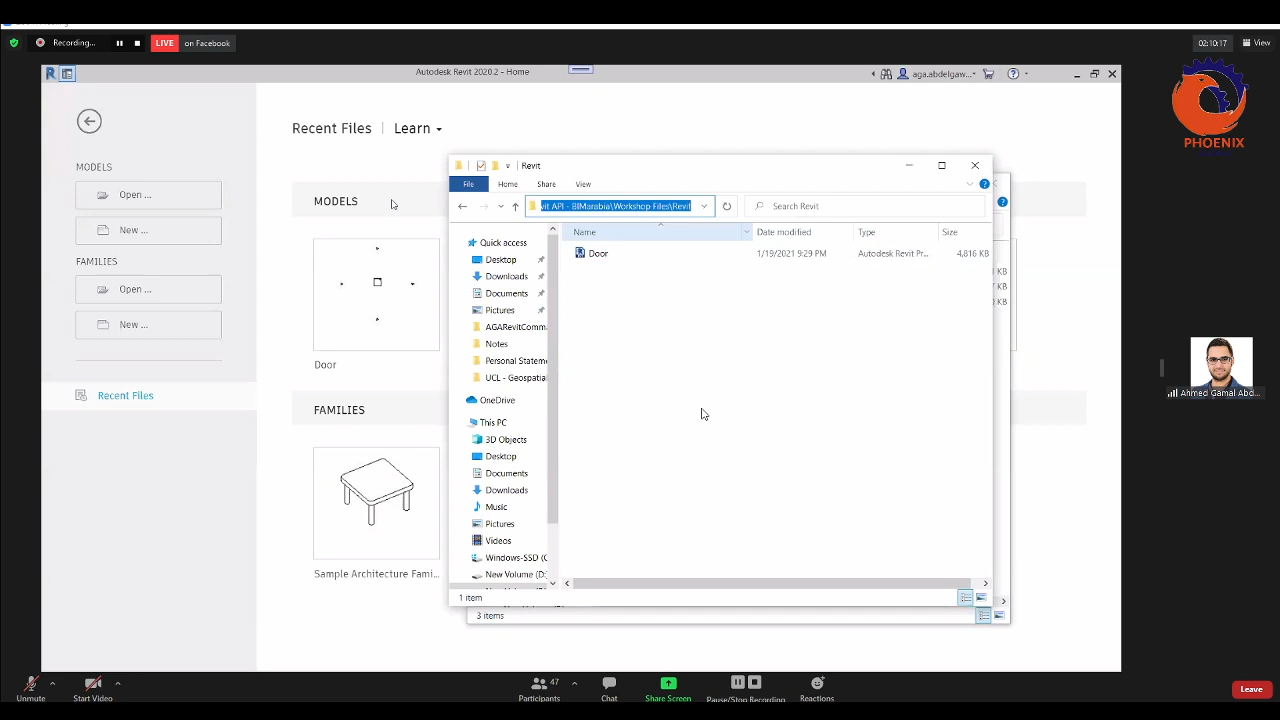 Recording...
LIVE
on Facebook
02:10:17
View
Autodesk Revit 2020.2 - Home
aga.abdelgaw...
PHOENIX
Recent Files
Learn
MODELS
Open ...
New ...
FAMILIES
Open ...
New ...
Recent Files
MODELS
Door
FAMILIES
Sample Architecture Fami...
Revit
File
Home
Share
View
vit API - BIMarabia\Workshop Files\Revit
Search Revit
Name
Date modified
Type
Size
Door
1/19/2021 9:29 PM
Autodesk Revit Pr...
4,816 KB
Quick access
Desktop
Downloads
Documents
Pictures
AGARevitComm
Notes
Personal Statem
UCL - Geospatial
OneDrive
This PC
3D Objects
Desktop
Documents
Downloads
Music
Pictures
Videos
Windows-SSD (C
New Volume (D:
1 item
3 items
KB
KB
KB
Ahmed Gamal Abd...
Unmute
Start Video
47
Participants
Chat
Share Screen
Pause/Stop Recording
Reactions
Leave